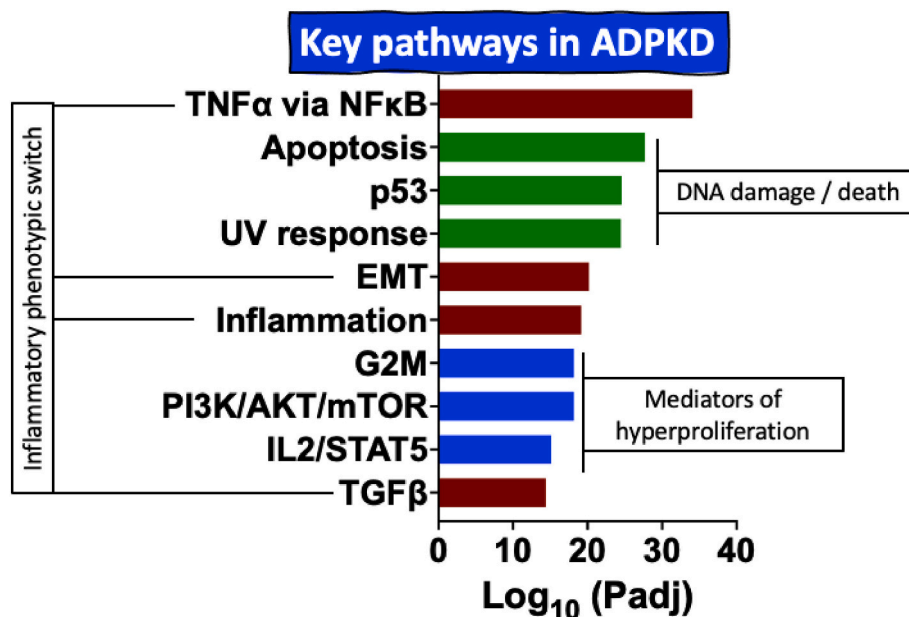 Key pathways in ADPKD
Inflammatory phenotypic switch
TNFα via NFκB
Apoptosis
p53
UV response
EMT
Inflammation
G2M
PI3K/AKT/mTOR
IL2/STAT5
TGFβ
DNA damage / death
Mediators of
hyperproliferation
0 10 20 30 40
Log₁₀ (Padj)